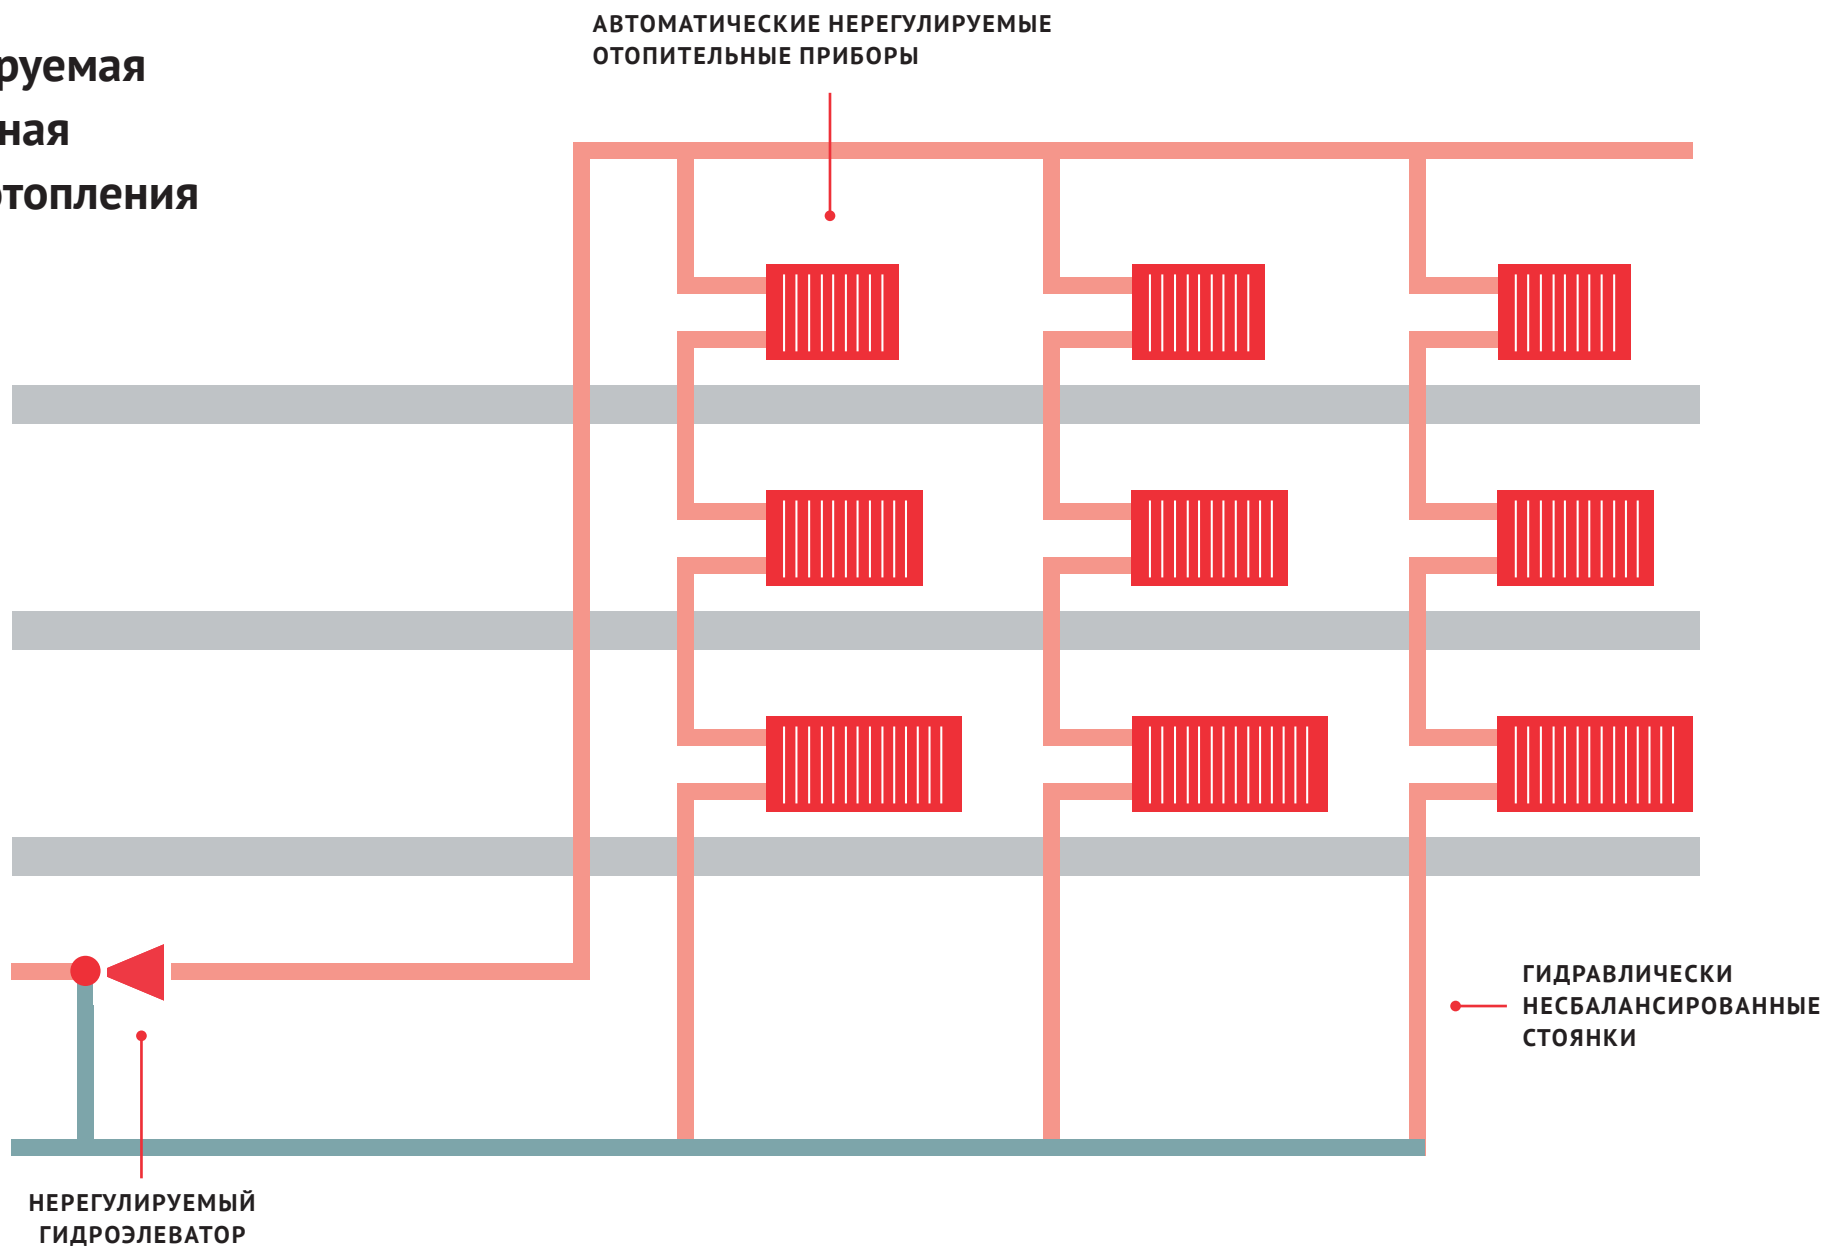 АВТОМАТИЧЕСКИЕ НЕРЕГУЛИРУЕМЫЕ
ОТОПИТЕЛЬНЫЕ ПРИБОРЫ
руемая
ная
отопления
ГИДРАВЛИЧЕСКИ
НЕСБАЛАНСИРОВАННЫЕ
СТОЯНКИ
НЕРЕГУЛИРУЕМЫЙ
ГИДРОЭЛЕВАТОР